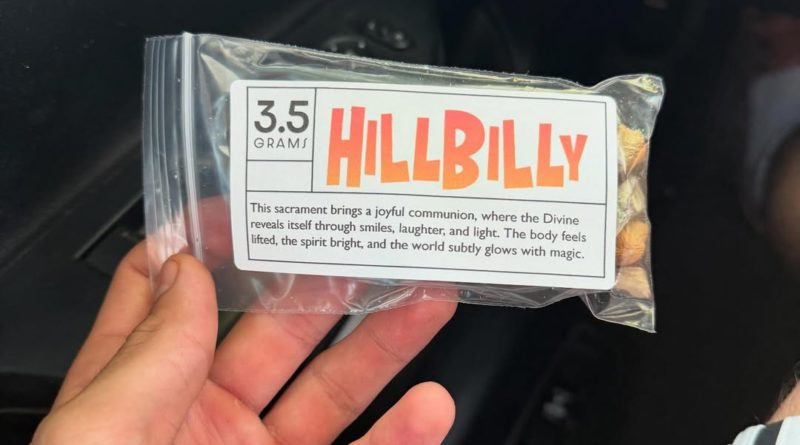 3.5
GRAMS
HILLBILLY
This sacrament brings a joyful communion, where the Divine
reveals itself through smiles, laughter, and light. The body feels
lifted, the spirit bright, and the world subtly glows with magic.